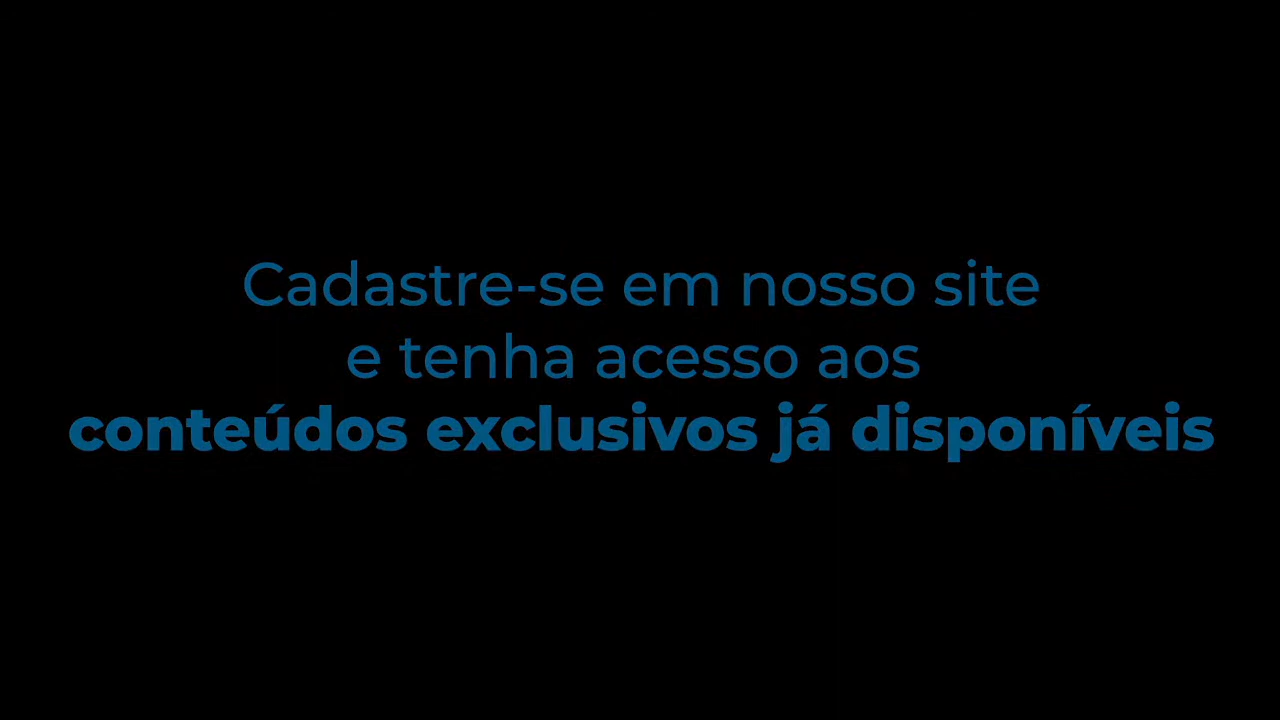 Cadastre-se em nosso site
e tenha acesso aos
conteúdos exclusivos já disponíveis